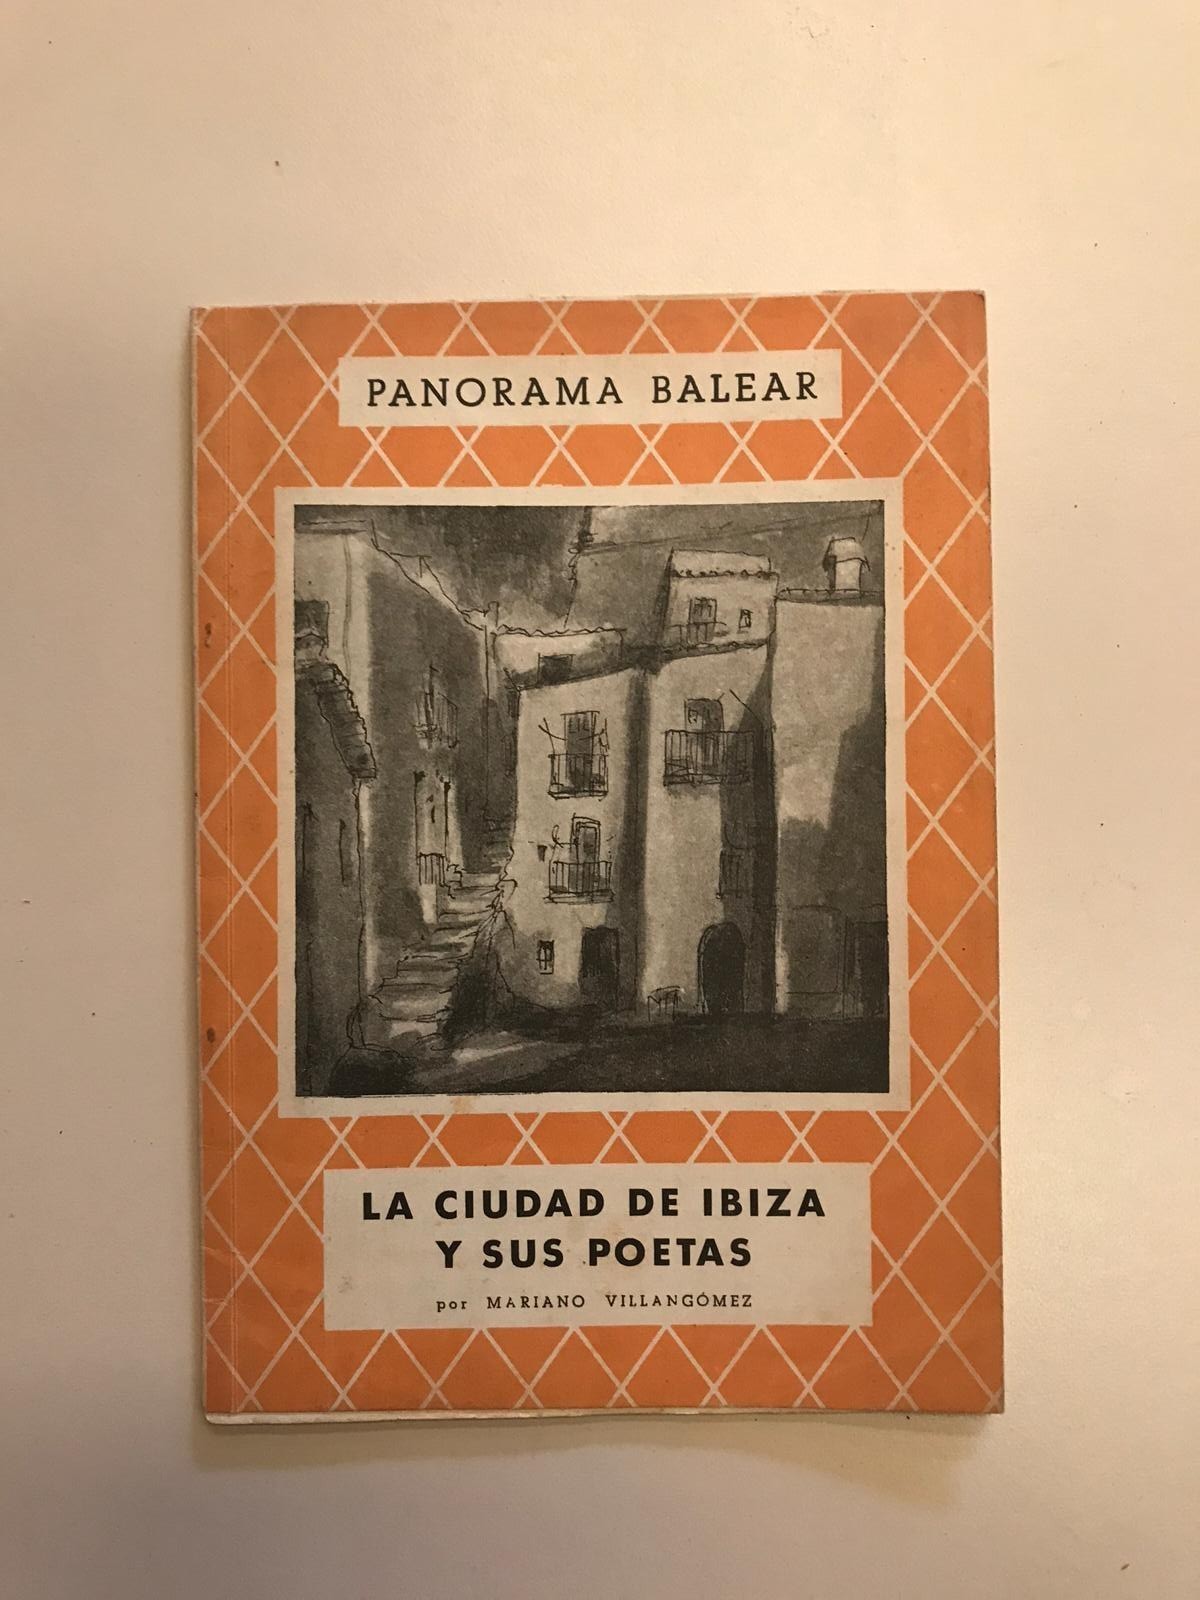 PANORAMA BALEAR
LA CIUDAD DE IBIZA
Y SUS POETAS
por MARIANO VILLANGÓMEZ